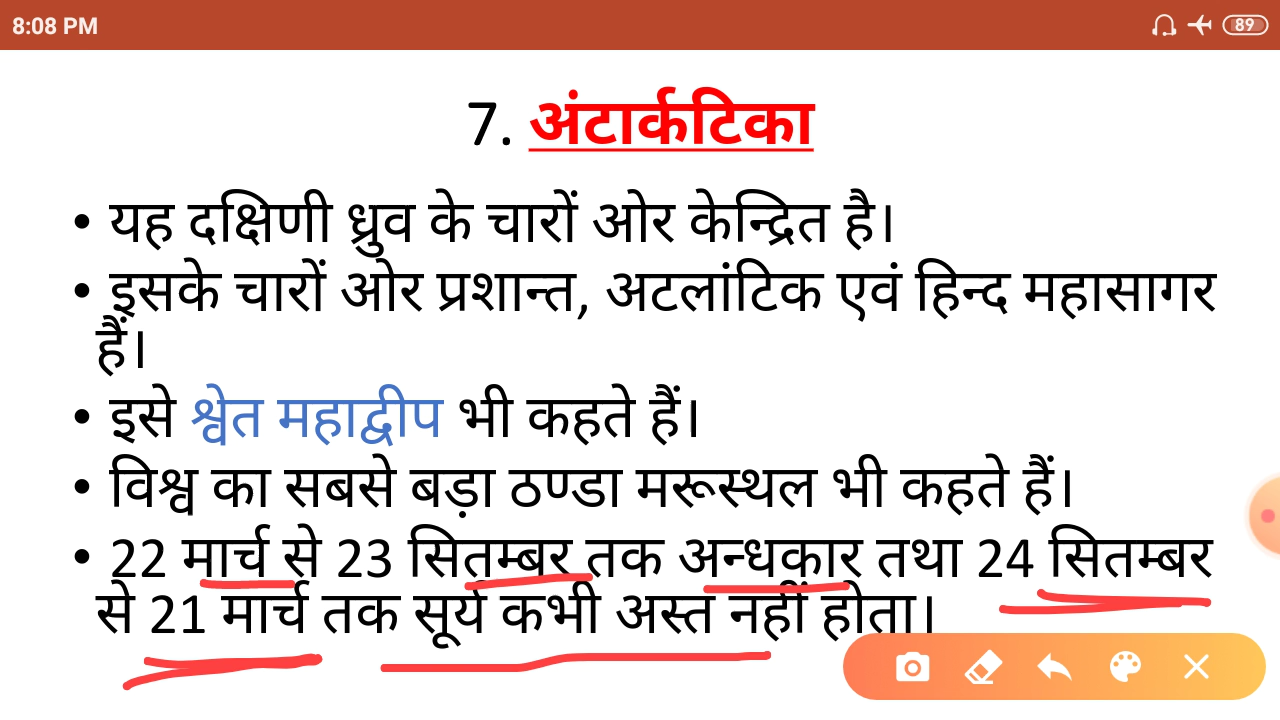 8:08 PM
89
7. अंटार्कटिका
• यह दक्षिणी ध्रुव के चारों ओर केन्द्रित है।
• इसके चारों ओर प्रशान्त, अटलांटिक एवं हिन्द महासागर
हैं।
• इसे श्वेत महाद्वीप भी कहते हैं।
• विश्व का सबसे बड़ा ठण्डा मरूस्थल भी कहते हैं।
• 22 मार्च से 23 सितम्बर तक अन्धकार तथा 24 सितम्बर
से 21 मार्च तक सूर्य कभी अस्त नहीं होता।